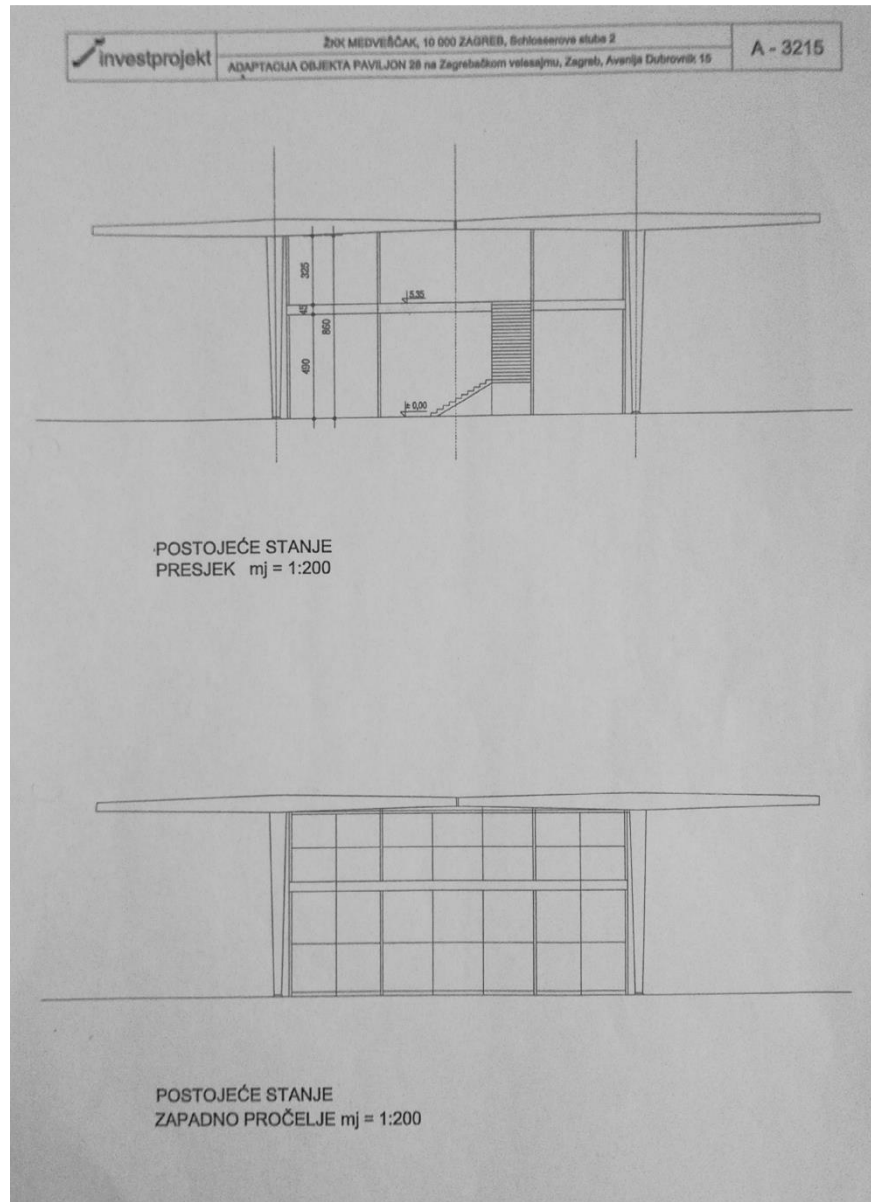 investprojekt
ŽKK MEDVEŠČAK, 10 000 ZAGREB, Schlosserove stube 2
ADAPTACIJA OBJEKTA PAVILJON 28 na Zagrebačkom velesajmu, Zagreb, Avenija Dubrovnik 15
A - 3215
325
45
860
490
5.35
± 0,00
POSTOJEĆE STANJE
PRESJEK mj = 1:200
POSTOJEĆE STANJE
ZAPADNO PROČELJE mj = 1:200